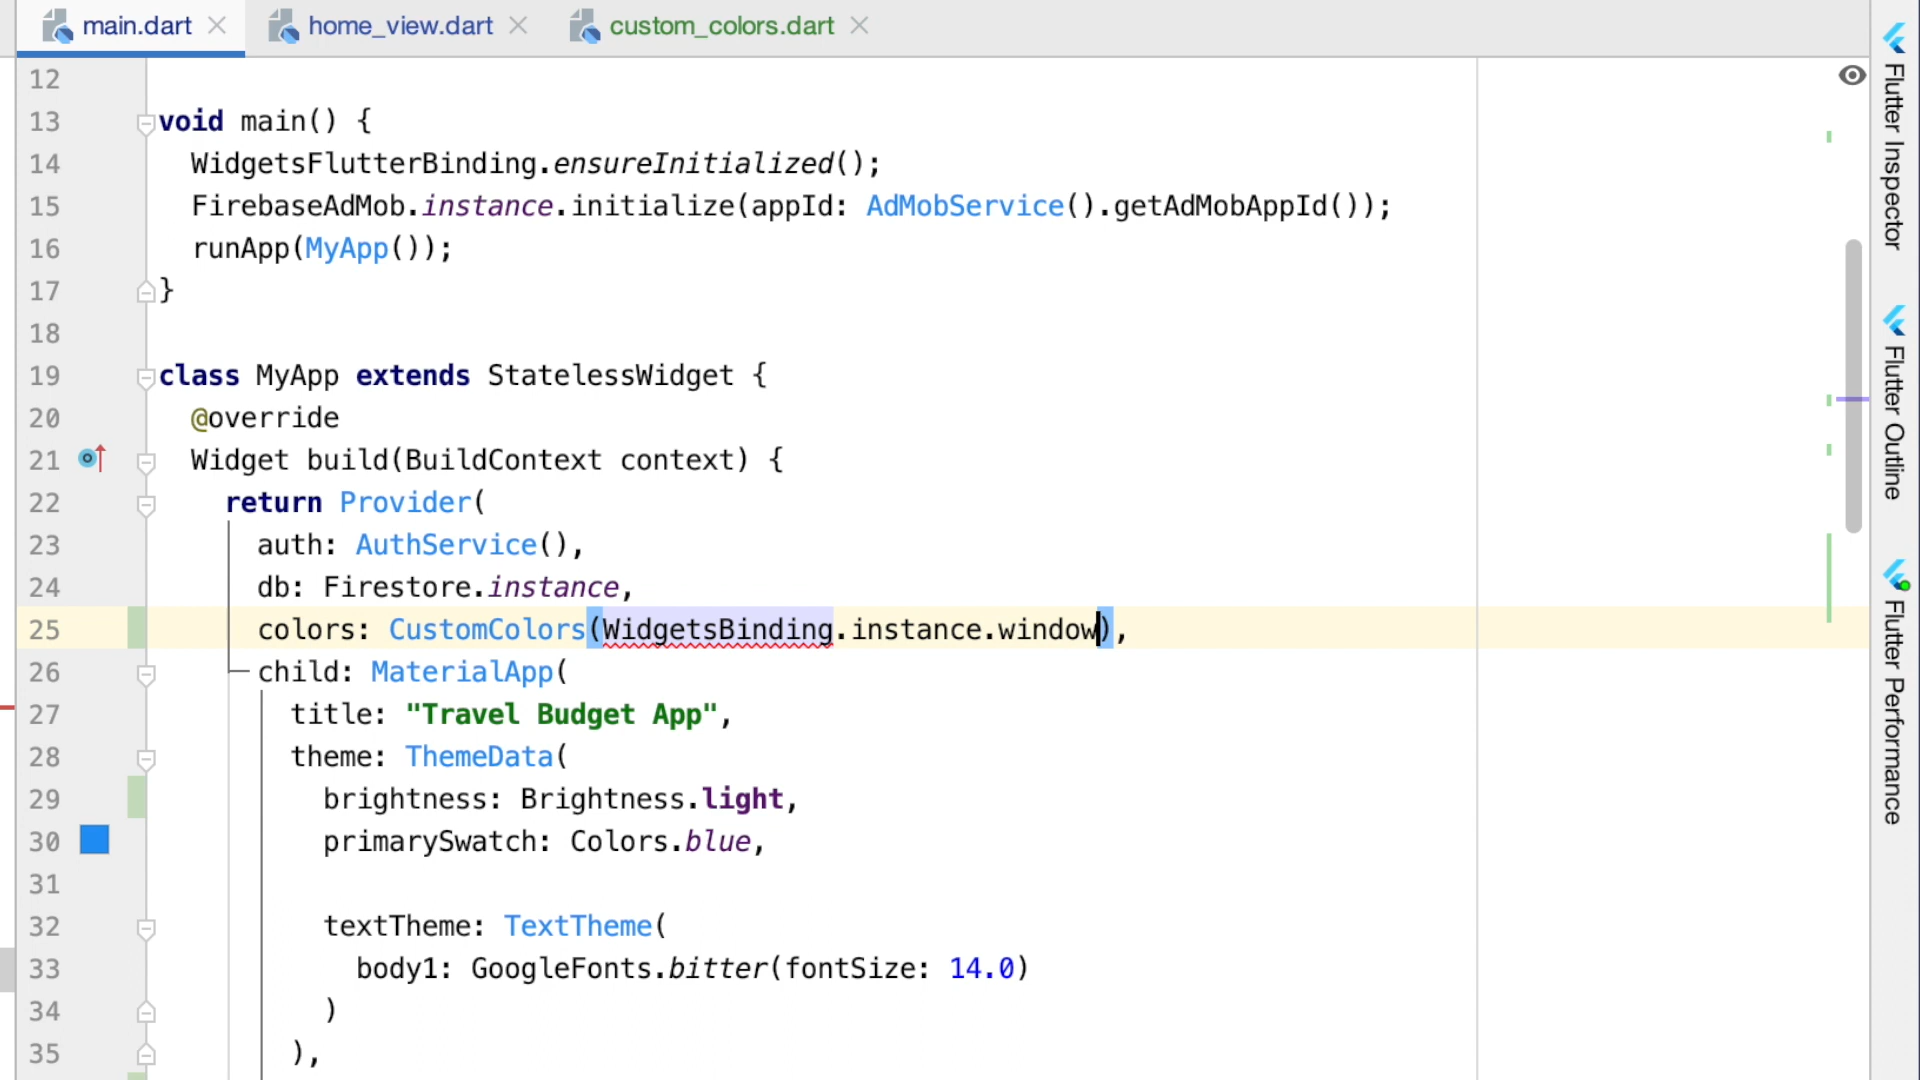 main.dart
home_view.dart
custom_colors.dart
12
13 void main() {
14 WidgetsFlutterBinding.ensureInitialized();
15 FirebaseAdMob.instance.initialize(appId: AdMobService().getAdMobAppId());
16 runApp(MyApp());
17 }
18
19 class MyApp extends StatelessWidget {
20 @override
21 Widget build(BuildContext context) {
22 return Provider(
23 auth: AuthService(),
24 db: Firestore.instance,
25 colors: CustomColors(WidgetsBinding.instance.window),
26 child: MaterialApp(
27 title: "Travel Budget App",
28 theme: ThemeData(
29 brightness: Brightness.light,
30 primarySwatch: Colors.blue,
31
32 textTheme: TextTheme(
33 body1: GoogleFonts.bitter(fontSize: 14.0)
34 )
35 ),
Flutter Inspector
Flutter Outline
Flutter Performance